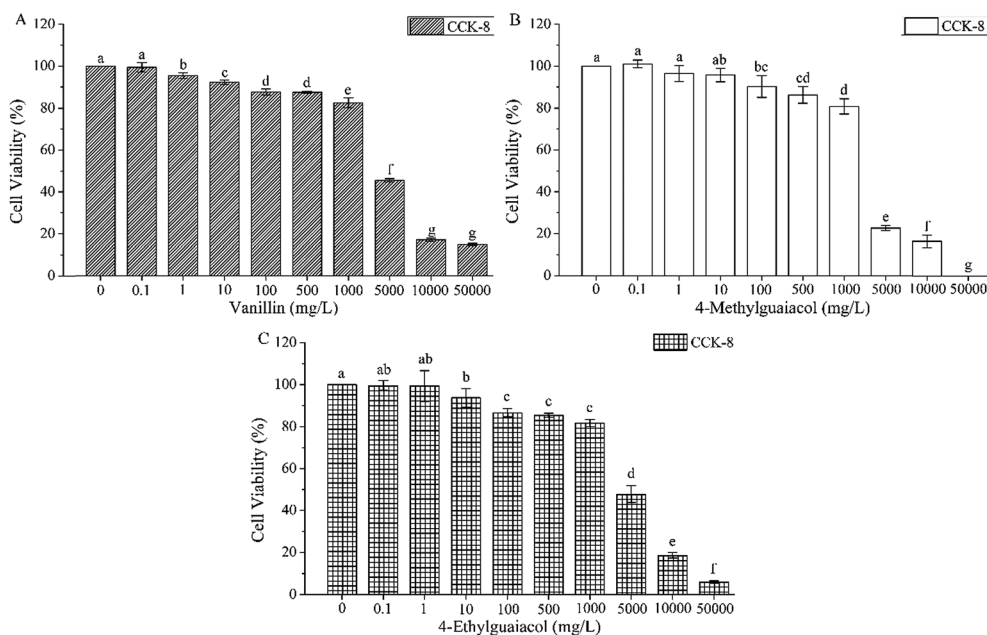 A
CCK-8
120
100
80
60
40
20
0
Cell Viability (%)
a a b c d d e f g g
0 0.1 1 10 100 500 1000 5000 10000 50000
Vanillin (mg/L)
B
CCK-8
120
100
80
60
40
20
0
Cell Viability (%)
a a a ab bc cd d e f g
0 0.1 1 10 100 500 1000 5000 10000 50000
4-Methylguaiacol (mg/L)
C
CCK-8
120
100
80
60
40
20
0
Cell Viability (%)
a ab ab b c c c d e f
0 0.1 1 10 100 500 1000 5000 10000 50000
4-Ethylguaiacol (mg/L)